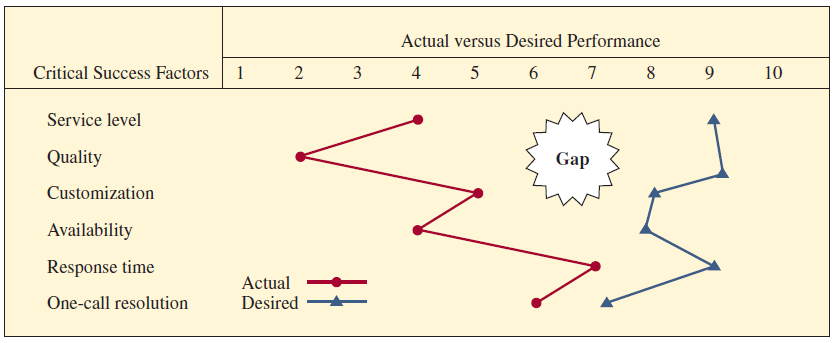 Actual versus Desired Performance
Critical Success Factors 1 2 3 4 5 6 7 8 9 10
Service level
Quality
Gap
Customization
Availability
Response time
Actual
One-call resolution
Desired